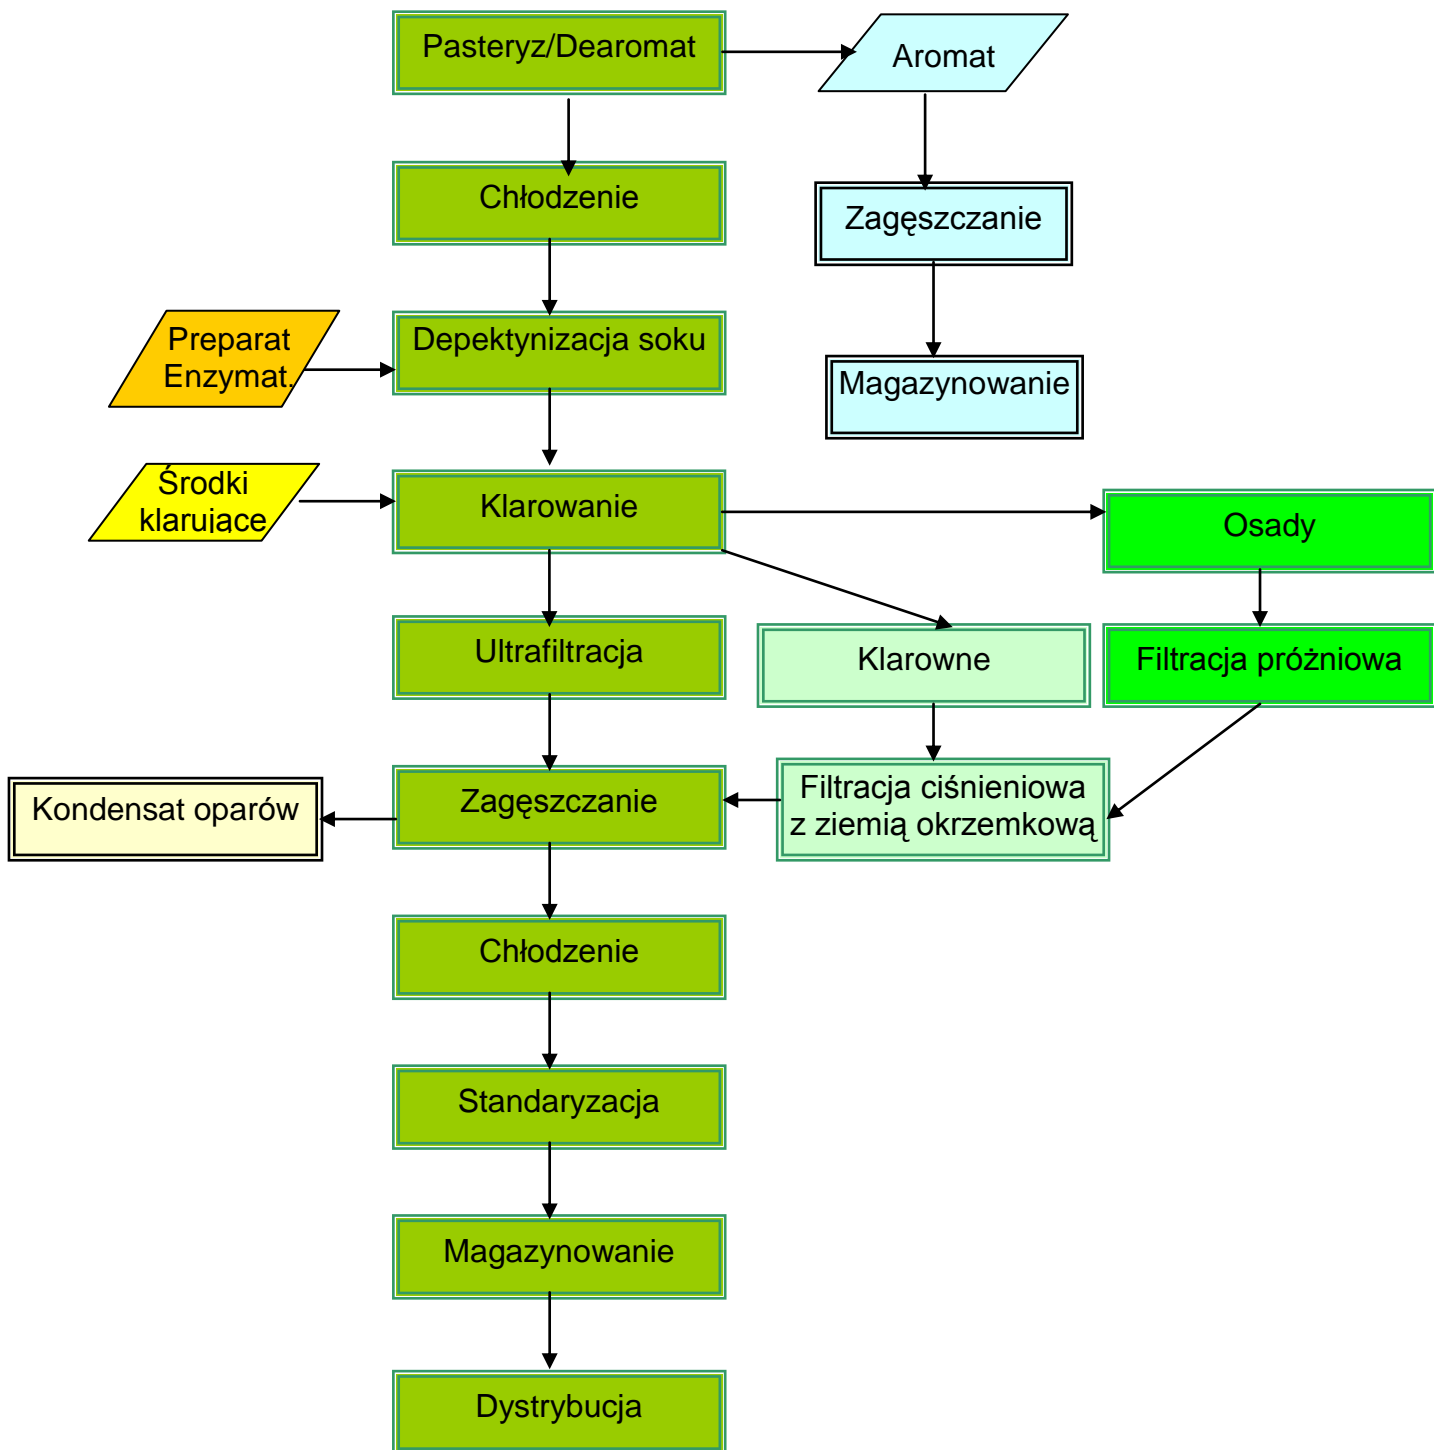 Pasteryz/Dearomat
Aromat
Chłodzenie
Zagęszczanie
Preparat
Enzymat.
Depektynizacja soku
Magazynowanie
Środki
klarujące
Klarowanie
Osady
Ultrafiltracja
Klarowne
Filtracja próżniowa
Kondensat oparów
Zagęszczanie
Filtracja ciśnieniowa
z ziemią okrzemkową
Chłodzenie
Standaryzacja
Magazynowanie
Dystrybucja